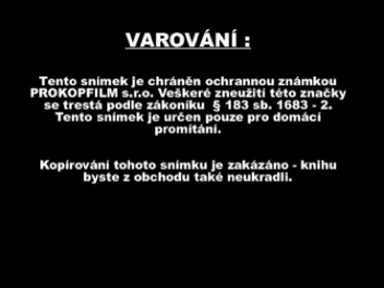 VAROVÁNÍ :
Tento snímek je chráněn ochrannou známkou
PROKOPFILM s.r.o. Veškeré zneužití této značky
se trestá podle zákoníku § 183 sb. 1683 - 2.
Tento snímek je určen pouze pro domácí
promítání.
Kopírování tohoto snímku je zakázáno - knihu
byste z obchodu také neukradli.